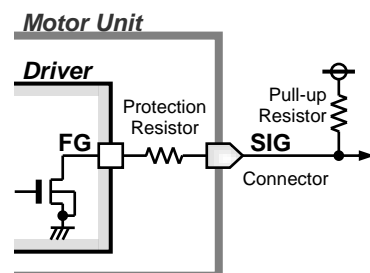 Motor Unit
Driver
Protection
Resistor
Pull-up
Resistor
FG
SIG
Connector